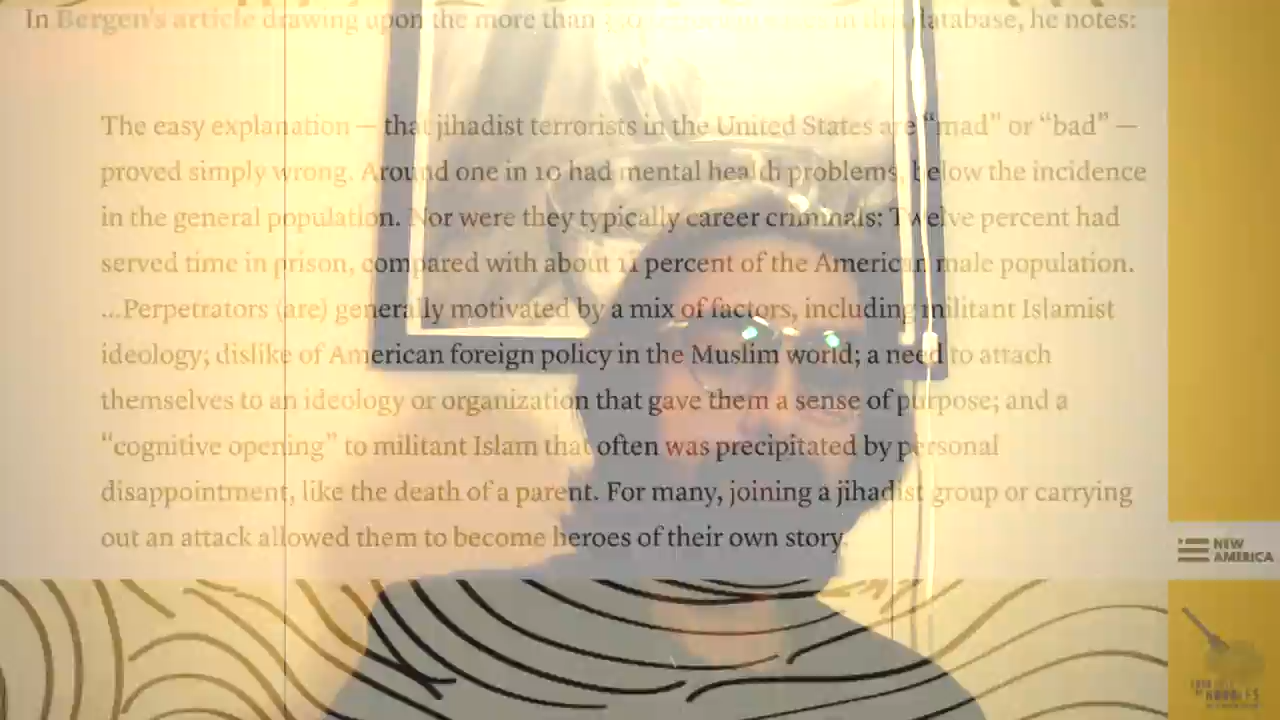 In Bergen's article drawing upon the more than in the database, he notes:
The easy explanation — that jihadist terrorists in the United States are “mad” or “bad” —
proved simply wrong. Around one in 10 had mental health problems, below the incidence
in the general population. Nor were they typically career criminals: Twelve percent had
served time in prison, compared with about 11 percent of the American male population.
...Perpetrators (are) generally motivated by a mix of factors, including militant Islamist
ideology; dislike of American foreign policy in the Muslim world; a need to attach
themselves to an ideology or organization that gave them a sense of purpose; and a
“cognitive opening” to militant Islam that often was precipitated by personal
disappointment, like the death of a parent. For many, joining a jihadist group or carrying
out an attack allowed them to become heroes of their own story.
NEW
AMERICA